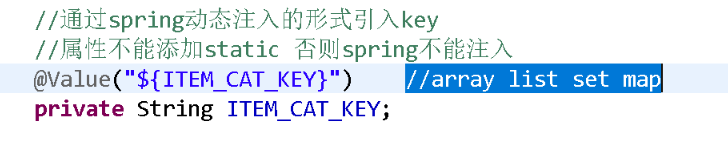 //通过spring动态注入的形式引入key
//属性不能添加static 否则spring不能注入
@Value("${ITEM_CAT_KEY}")    //array list set map
private String ITEM_CAT_KEY;